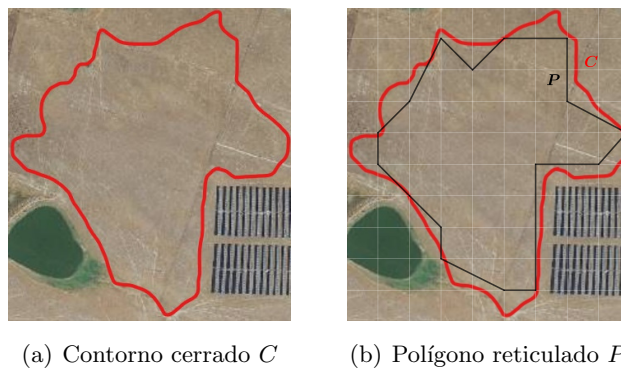 C
P
(a) Contorno cerrado C
(b) Polígono reticulado P